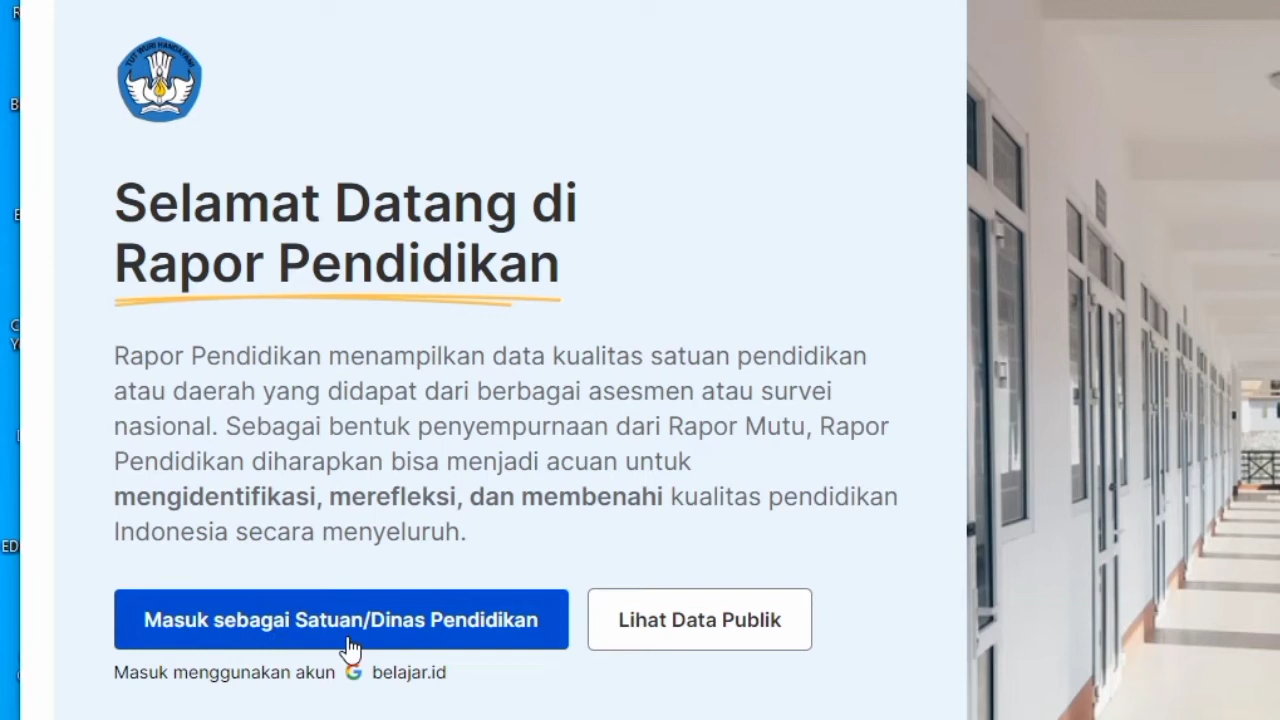 TUT WURI HANDAYANI
Selamat Datang di
Rapor Pendidikan
Rapor Pendidikan menampilkan data kualitas satuan pendidikan
atau daerah yang didapat dari berbagai asesmen atau survei
nasional. Sebagai bentuk penyempurnaan dari Rapor Mutu, Rapor
Pendidikan diharapkan bisa menjadi acuan untuk
mengidentifikasi, merefleksi, dan membenahi kualitas pendidikan
Indonesia secara menyeluruh.
Masuk sebagai Satuan/Dinas Pendidikan
Lihat Data Publik
Masuk menggunakan akun G belajar.id